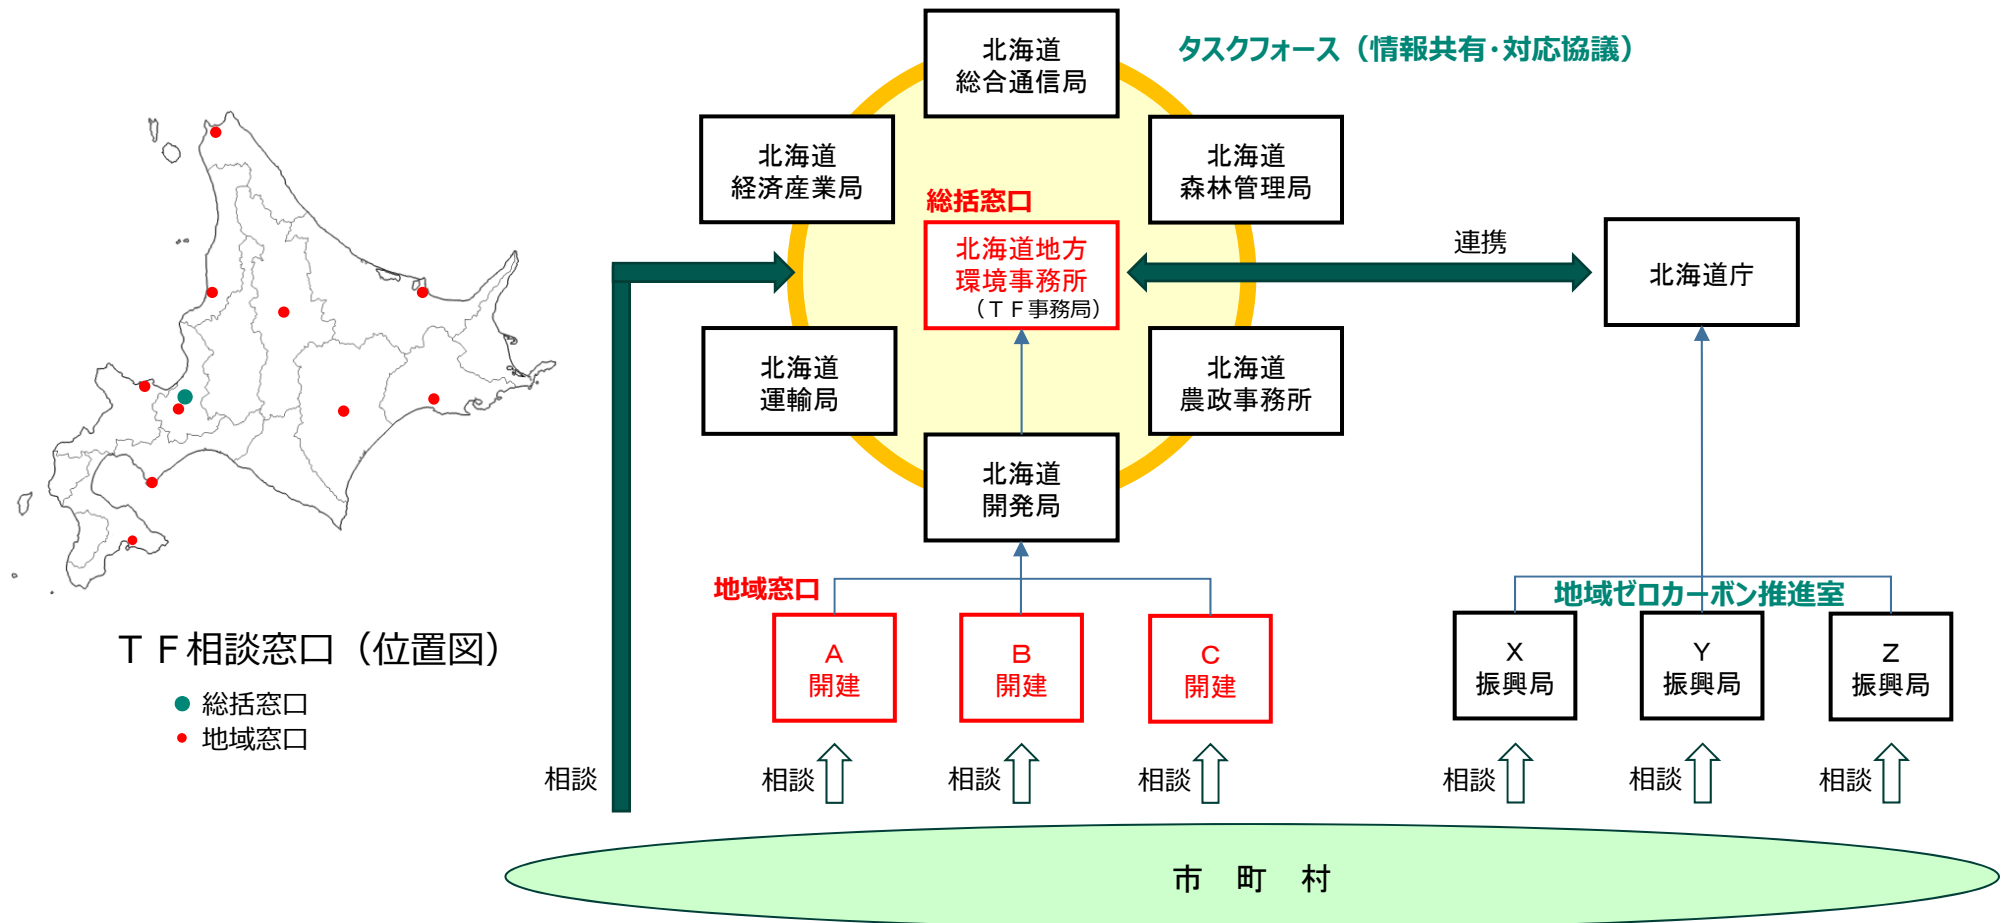 タスクフォース（情報共有・対応協議）
北海道
総合通信局
北海道
経済産業局
北海道
森林管理局
総括窓口
北海道地方
環境事務所
（ＴＦ事務局）
連携
北海道庁
北海道
運輸局
北海道
農政事務所
北海道
開発局
地域窓口
地域ゼロカーボン推進室
Ａ
開建
Ｂ
開建
Ｃ
開建
Ｘ
振興局
Ｙ
振興局
Ｚ
振興局
ＴＦ相談窓口（位置図）
総括窓口
地域窓口
相談
相談
相談
相談
相談
相談
相談
市　町　村